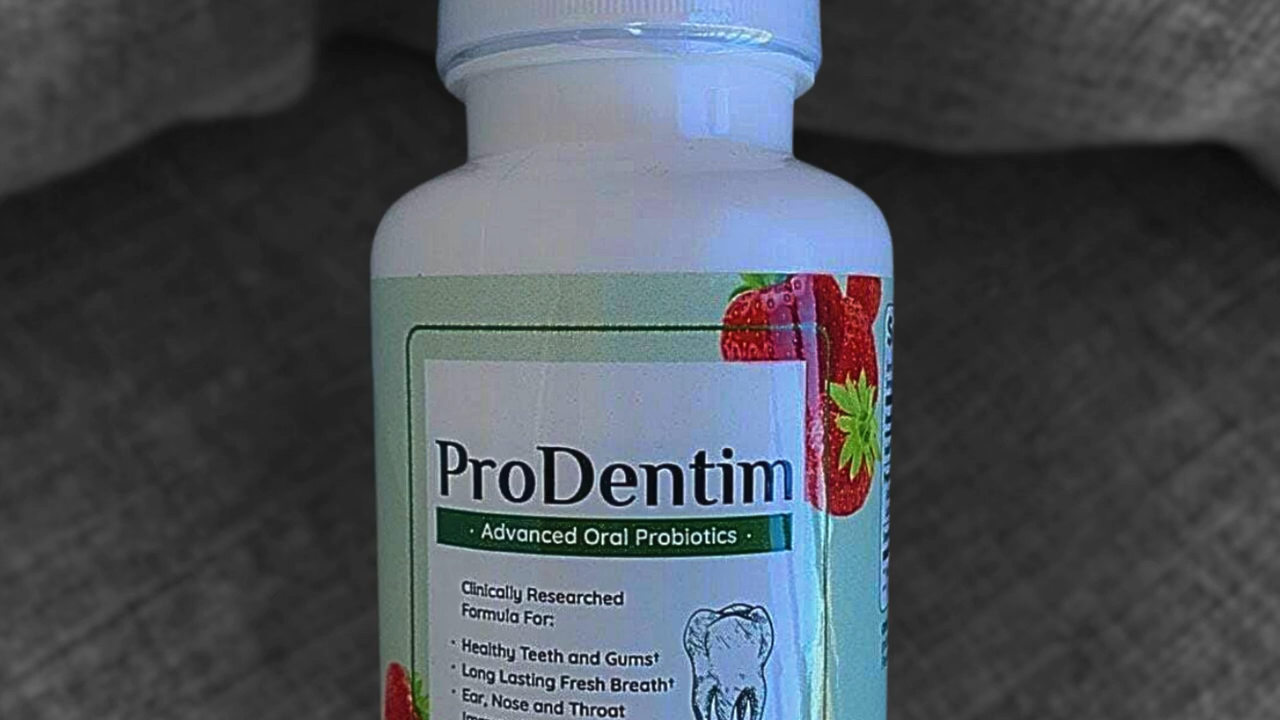 ProDentim
· Advanced Oral Probiotics ·
Clinically Researched
Formula For:
· Healthy Teeth and Gums†
· Long Lasting Fresh Breath†
· Ear, Nose and Throat